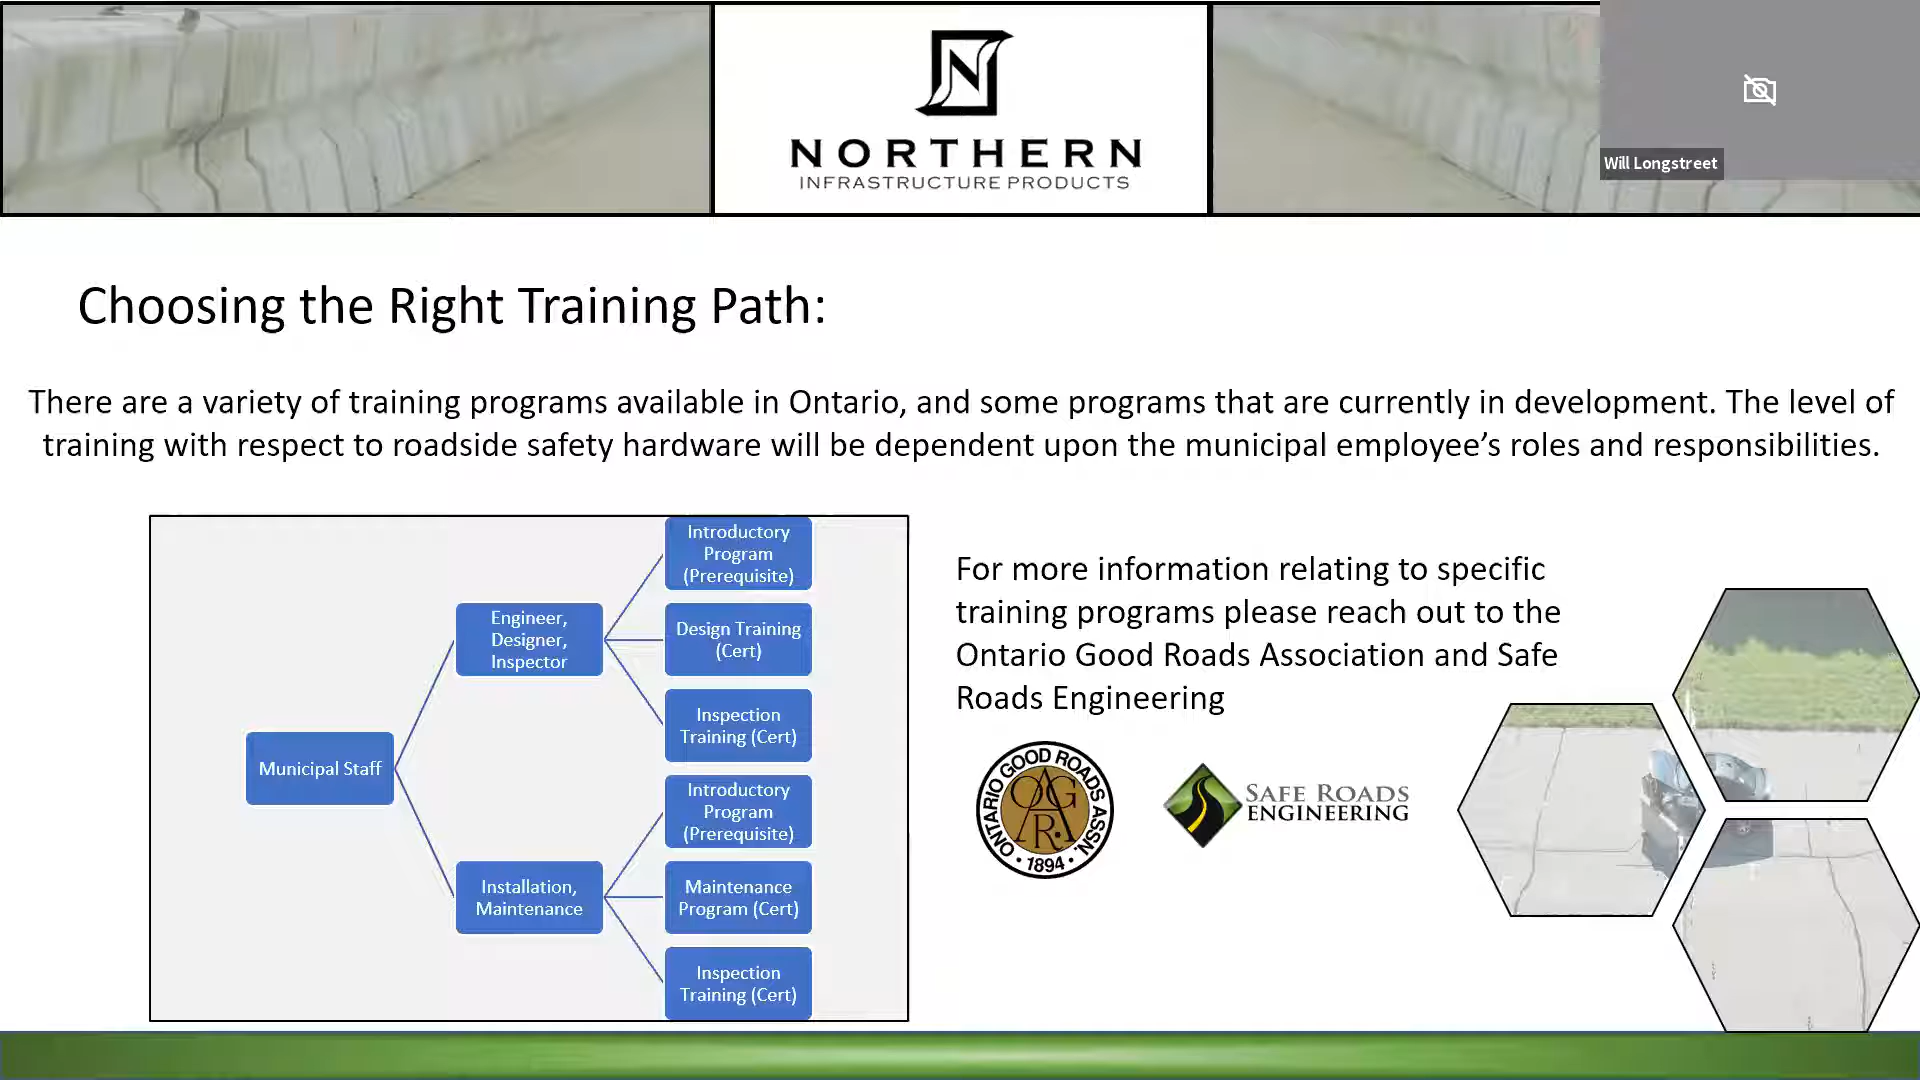 NORTHERN
INFRASTRUCTURE PRODUCTS
Will Longstreet
Choosing the Right Training Path:
There are a variety of training programs available in Ontario, and some programs that are currently in development. The level of
training with respect to roadside safety hardware will be dependent upon the municipal employee’s roles and responsibilities.
Municipal Staff
Engineer,
Designer,
Inspector
Introductory
Program
(Prerequisite)
Design Training
(Cert)
Inspection
Training (Cert)
Installation,
Maintenance
Introductory
Program
(Prerequisite)
Maintenance
Program (Cert)
Inspection
Training (Cert)
For more information relating to specific
training programs please reach out to the
Ontario Good Roads Association and Safe
Roads Engineering
ONTARIO GOOD ROADS ASSN.
OGRA
• 1894 •
SAFE ROADS
ENGINEERING